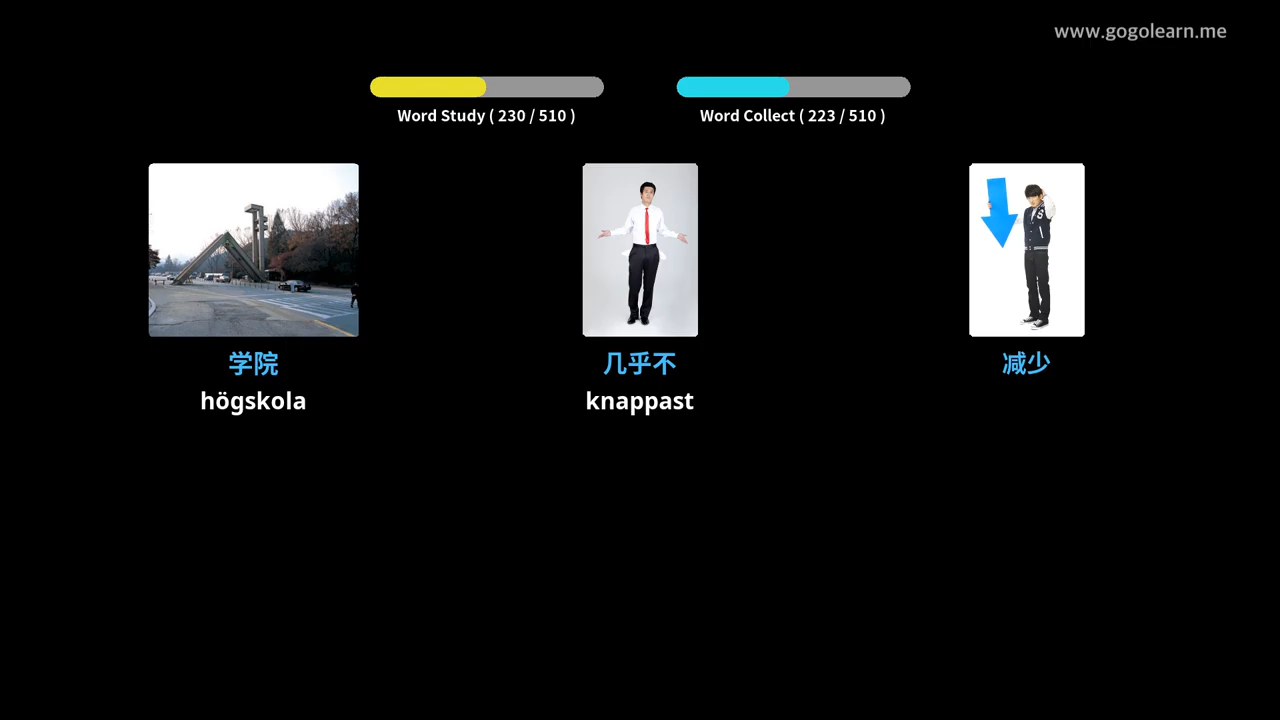 www.gogolearn.me
Word Study ( 230 / 510 )
Word Collect ( 223 / 510 )
学院
几乎不
减少
högskola
knappast